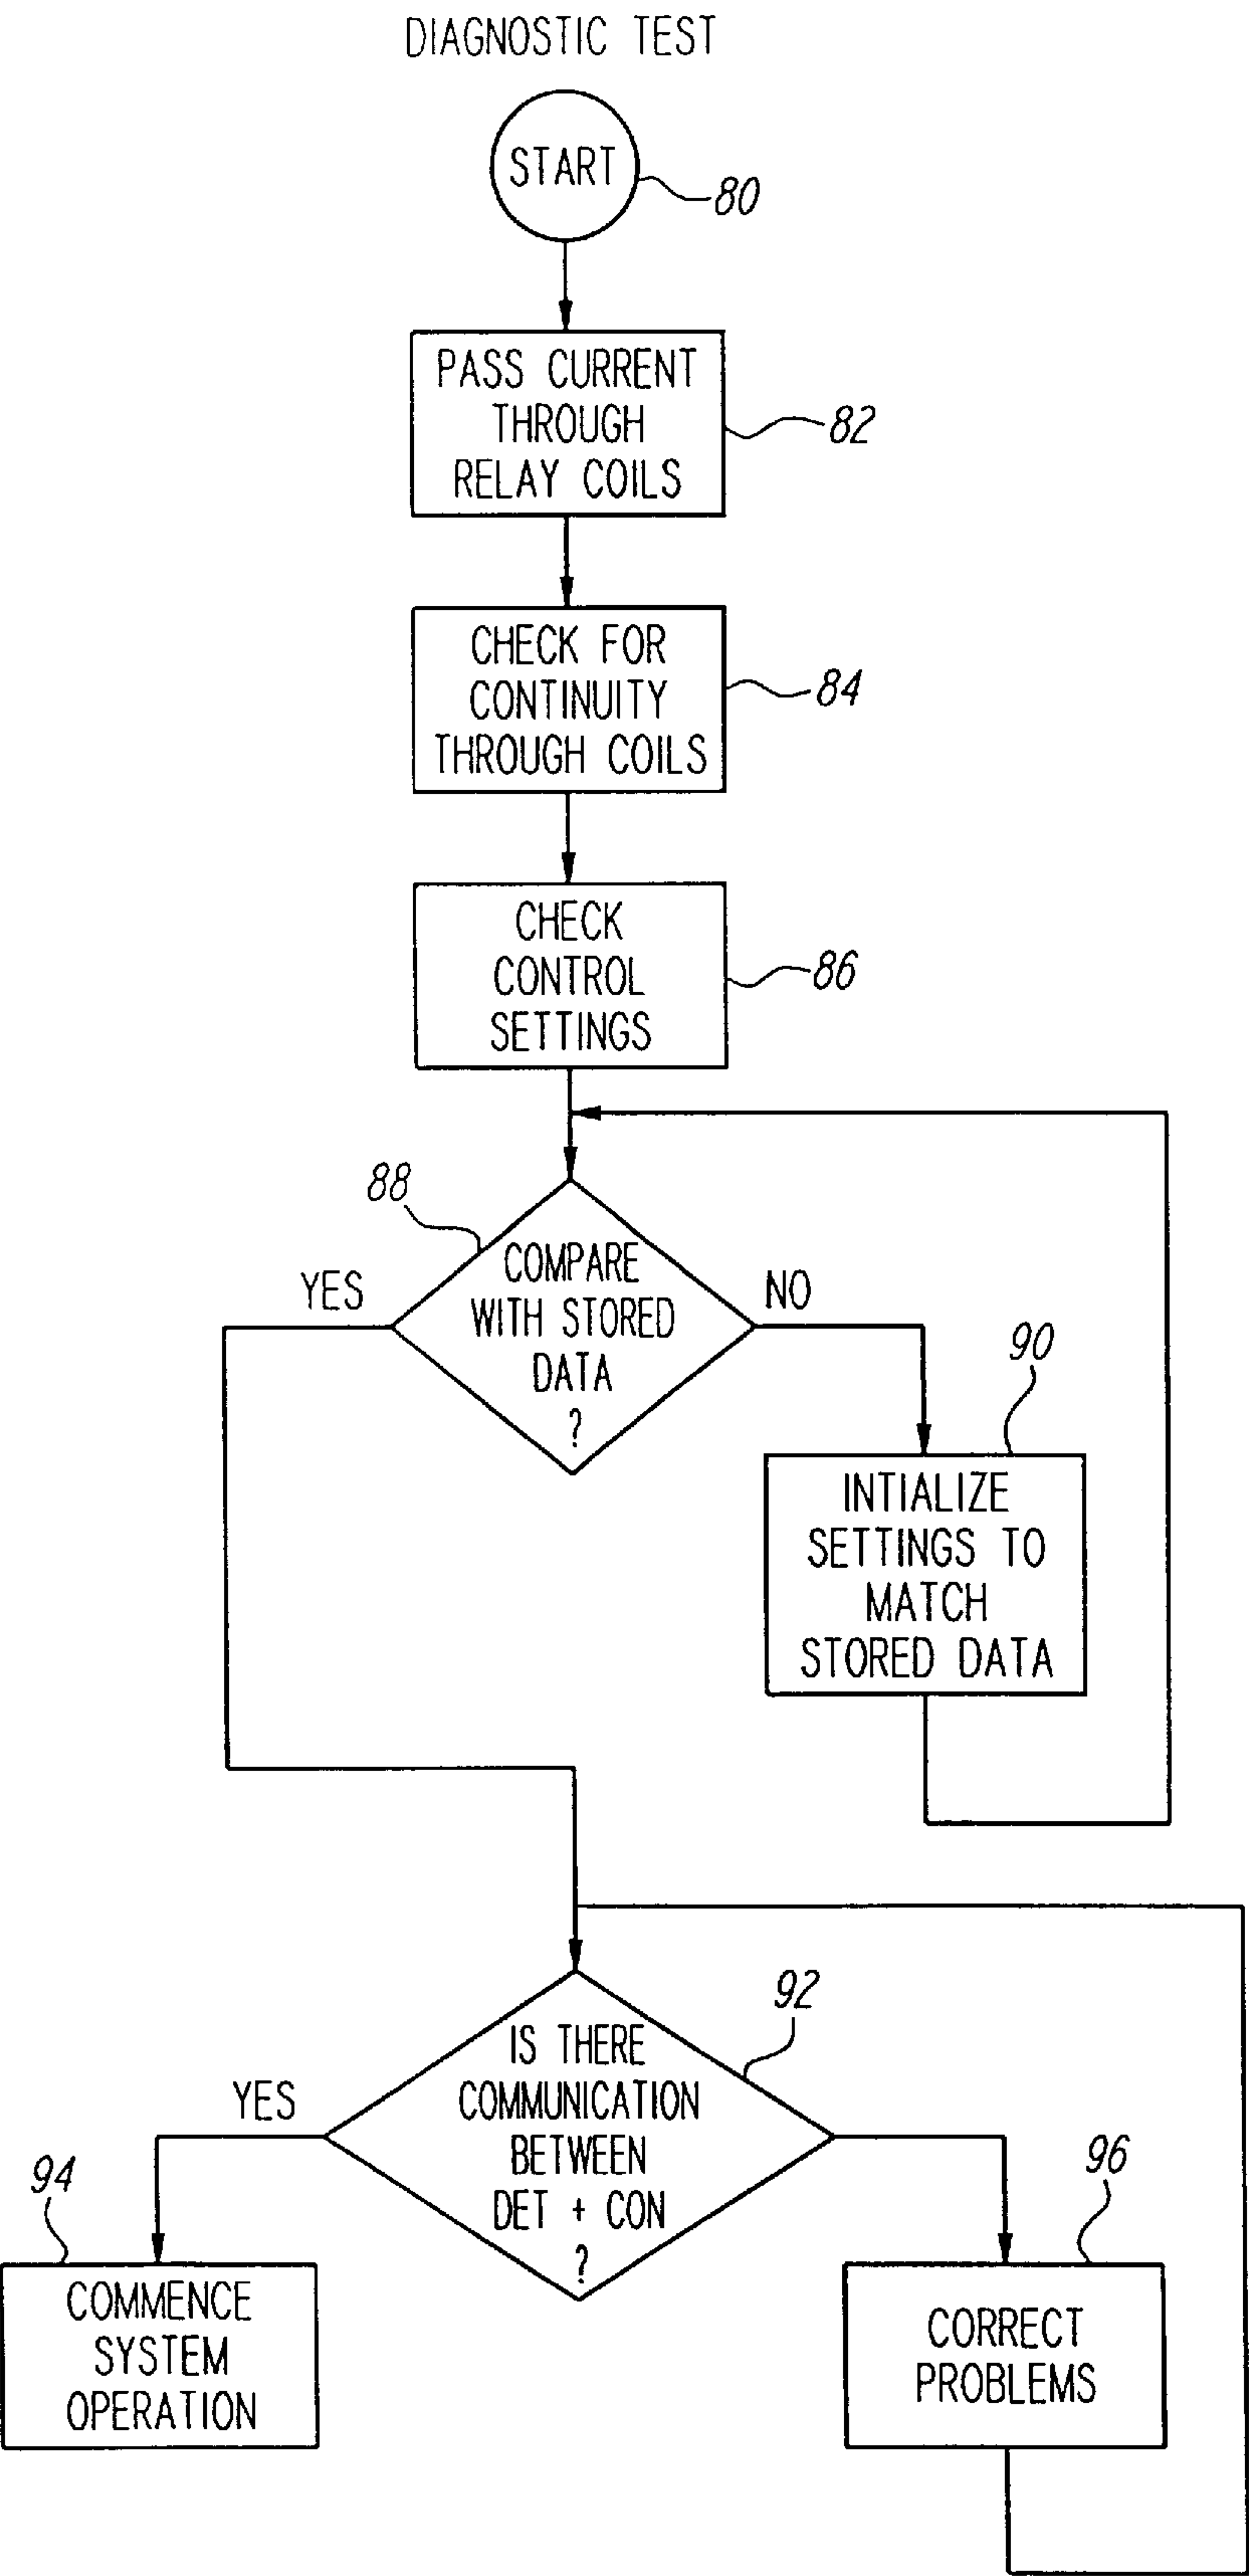 DIAGNOSTIC TEST
START
80
PASS CURRENT
THROUGH
RELAY COILS
82
CHECK FOR
CONTINUITY
THROUGH COILS
84
CHECK
CONTROL
SETTINGS
86
88
COMPARE
WITH STORED
DATA
?
YES
NO
90
INTIALIZE
SETTINGS TO
MATCH
STORED DATA
92
IS THERE
COMMUNICATION
BETWEEN
DET + CON
?
YES
94
COMMENCE
SYSTEM
OPERATION
96
CORRECT
PROBLEMS